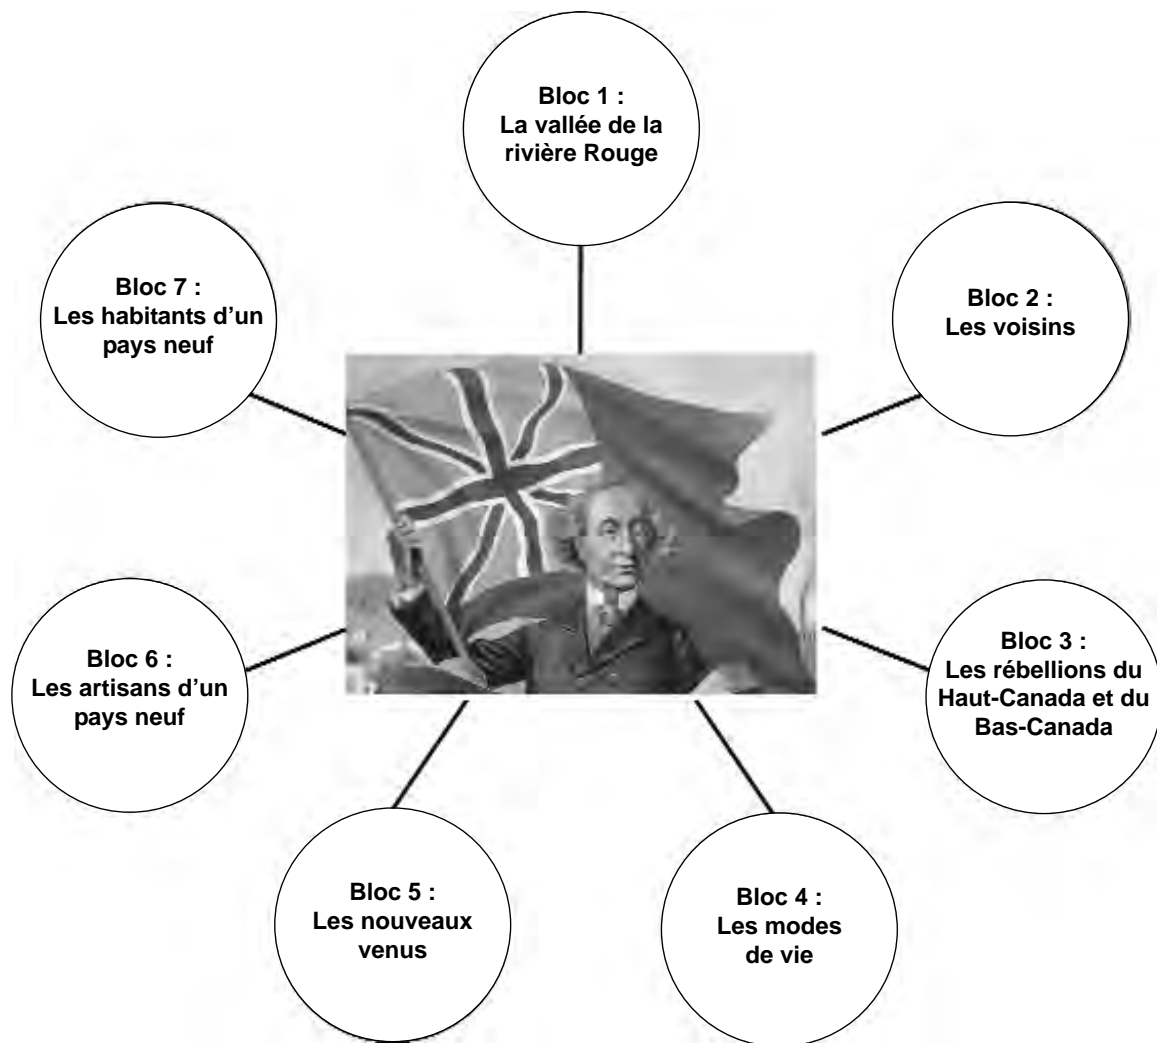 Bloc 1 :
La vallée de la
rivière Rouge
Bloc 2 :
Les voisins
Bloc 3 :
Les rébellions du
Haut-Canada et du
Bas-Canada
Bloc 4 :
Les modes
de vie
Bloc 5 :
Les nouveaux
venus
Bloc 6 :
Les artisans d’un
pays neuf
Bloc 7 :
Les habitants d’un
pays neuf